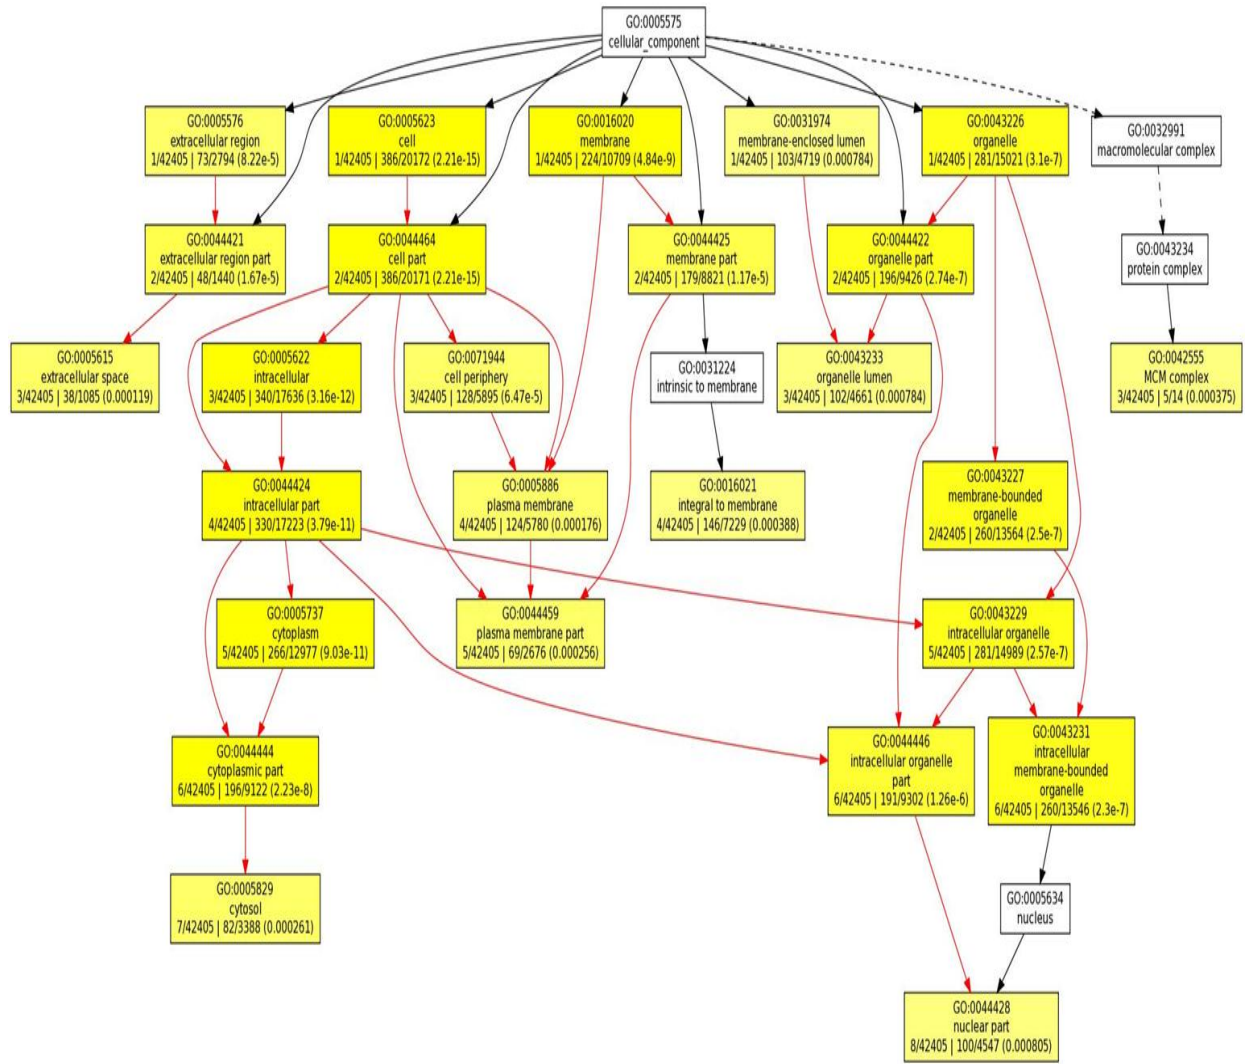 GO:0005575
cellular_component
GO:0005576
extracellular region
1/42405 | 73/2794 (8.22e-5)
GO:0005623
cell
1/42405 | 386/20172 (2.21e-15)
GO:0016020
membrane
1/42405 | 224/10709 (4.84e-9)
GO:0031974
membrane-enclosed lumen
1/42405 | 103/4719 (0.000784)
GO:0043226
organelle
1/42405 | 281/15021 (3.1e-7)
GO:0032991
macromolecular complex
GO:0044421
extracellular region part
2/42405 | 48/1440 (1.67e-5)
GO:0044464
cell part
2/42405 | 386/20171 (2.21e-15)
GO:0044425
membrane part
2/42405 | 179/8821 (1.17e-5)
GO:0044422
organelle part
2/42405 | 196/9426 (2.74e-7)
GO:0043234
protein complex
GO:0005615
extracellular space
3/42405 | 38/1085 (0.000119)
GO:0005622
intracellular
3/42405 | 340/17636 (3.16e-12)
GO:0071944
cell periphery
3/42405 | 128/5895 (6.47e-5)
GO:0031224
intrinsic to membrane
GO:0043233
organelle lumen
3/42405 | 102/4661 (0.000784)
GO:0042555
MCM complex
3/42405 | 5/14 (0.000375)
GO:0044424
intracellular part
4/42405 | 330/17223 (3.79e-11)
GO:0005886
plasma membrane
4/42405 | 124/5780 (0.000176)
GO:0016021
integral to membrane
4/42405 | 146/7229 (0.000388)
GO:0043227
membrane-bounded
organelle
2/42405 | 260/13564 (2.5e-7)
GO:0005737
cytoplasm
5/42405 | 266/12977 (9.03e-11)
GO:0044459
plasma membrane part
5/42405 | 69/2676 (0.000256)
GO:0043229
intracellular organelle
5/42405 | 281/14989 (2.57e-7)
GO:0044444
cytoplasmic part
6/42405 | 196/9122 (2.23e-8)
GO:0044446
intracellular organelle
part
6/42405 | 191/9302 (1.26e-6)
GO:0043231
intracellular
membrane-bounded
organelle
6/42405 | 260/13546 (2.3e-7)
GO:0005829
cytosol
7/42405 | 82/3388 (0.000261)
GO:0005634
nucleus
GO:0044428
nuclear part
8/42405 | 100/4547 (0.000805)